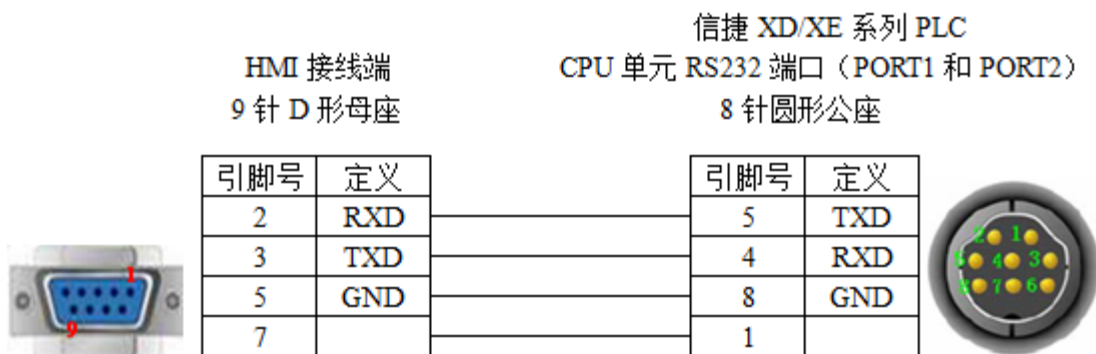 信捷 XD/XE 系列 PLC
HMI 接线端 CPU 单元 RS232 端口（PORT1 和 PORT2）
9 针 D 形母座 8 针圆形公座
引脚号 定义 引脚号 定义
2 RXD 5 TXD
3 TXD 4 RXD
5 GND 8 GND
7 1
1
9
2 1
5 4 3
8 7 6